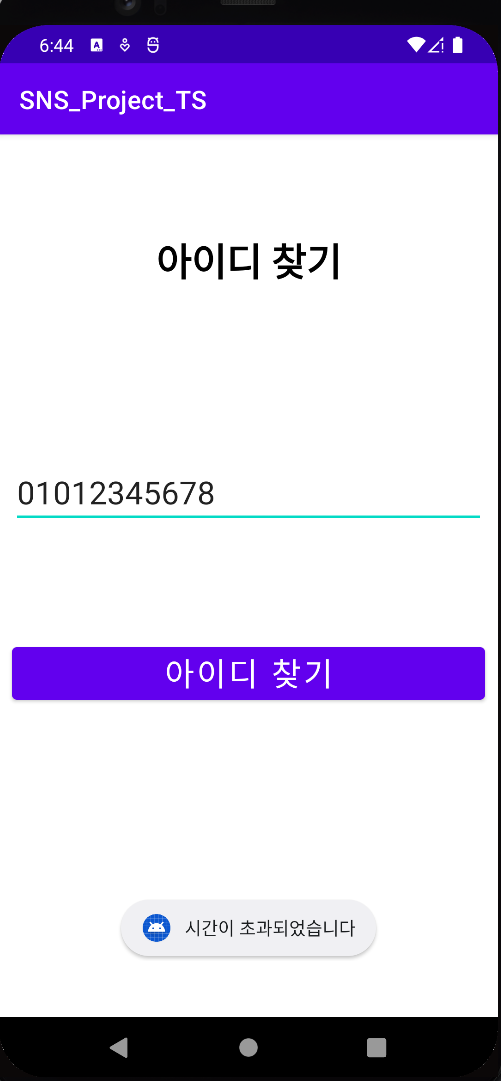 6:44
SNS_Project_TS
아이디 찾기
01012345678
아이디 찾기
시간이 초과되었습니다